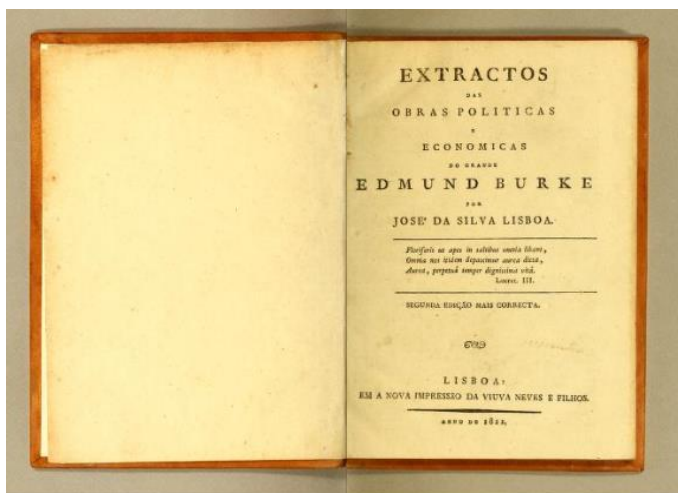 EXTRACTOS
DAS
OBRAS POLITICAS
E
ECONOMICAS
DO GRANDE
EDMUND BURKE
POR
JOSE' DA SILVA LISBOA.
Floriferis ut apes in saltibus omnia libant,
Omnia nos itidem depascimur aurea dicta,
Aurea, perpetuâ semper dignissima vitâ.
Lucret. III.
SEGUNDA EDIÇÃO MAIS CORRECTA.
LISBOA:
EM A NOVA IMPRESSÃO DA VIUVA NEVES E FILHOS.
ANNO DE 1822.